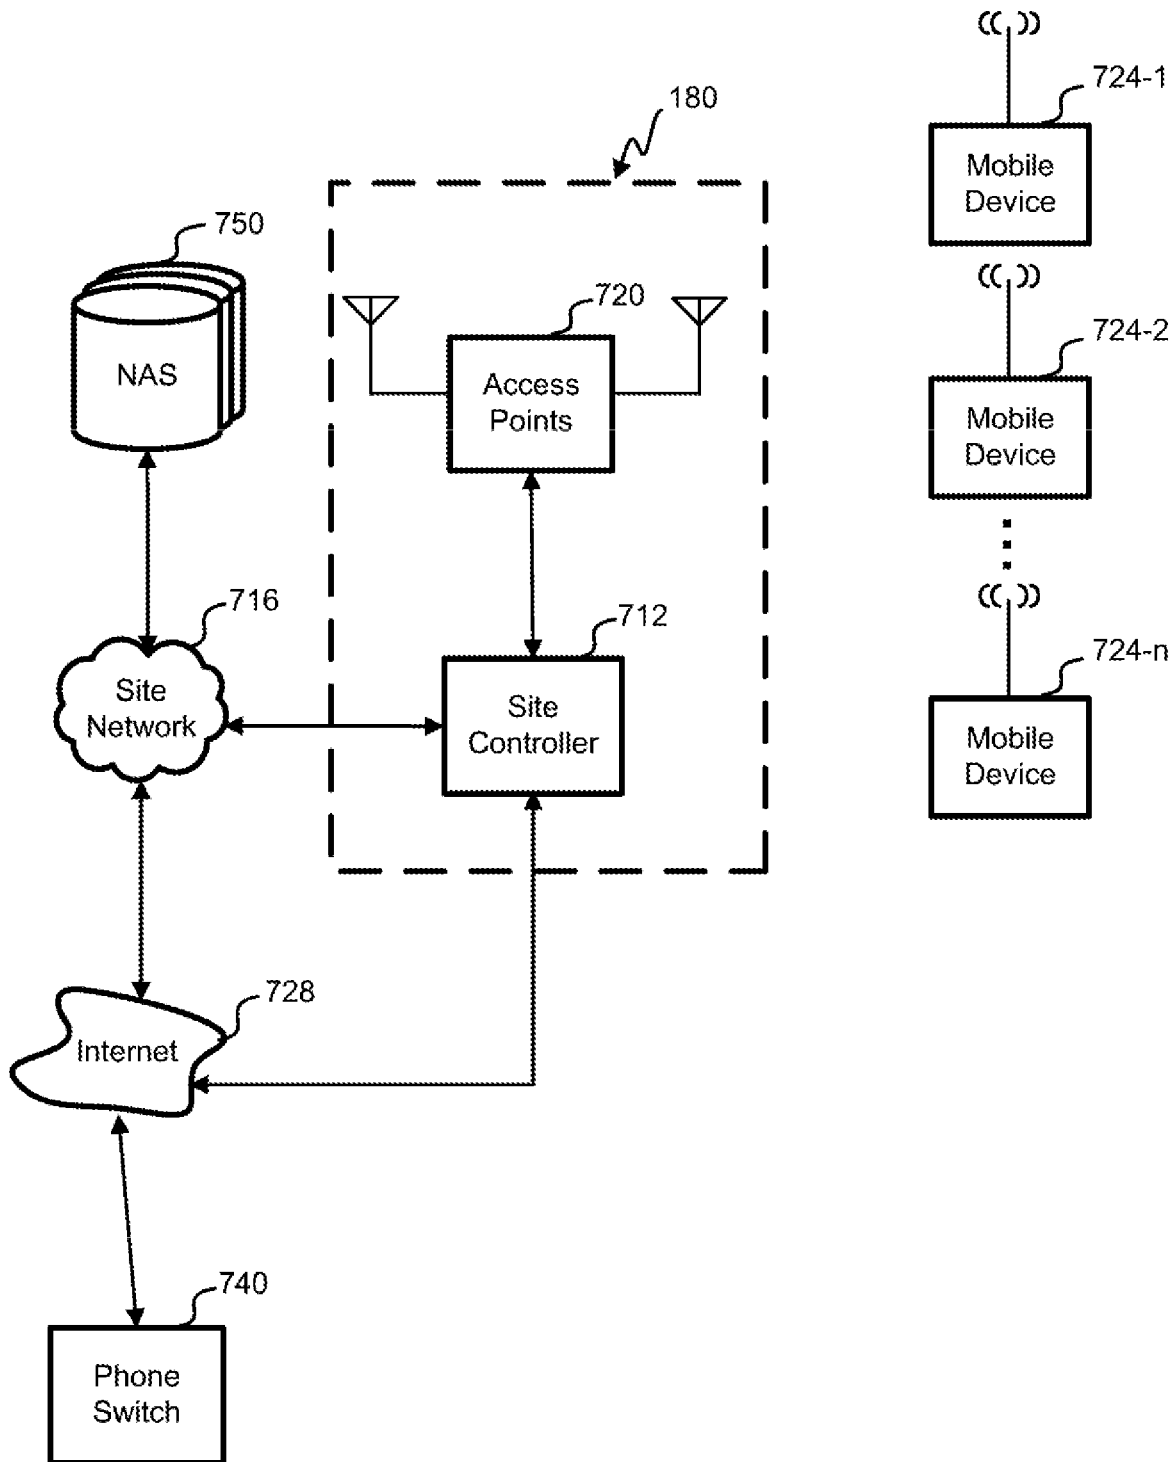 724-1
Mobile
Device
180
750
NAS
720
Access
Points
724-2
Mobile
Device
716
Site
Network
712
Site
Controller
724-n
Mobile
Device
728
Internet
740
Phone
Switch